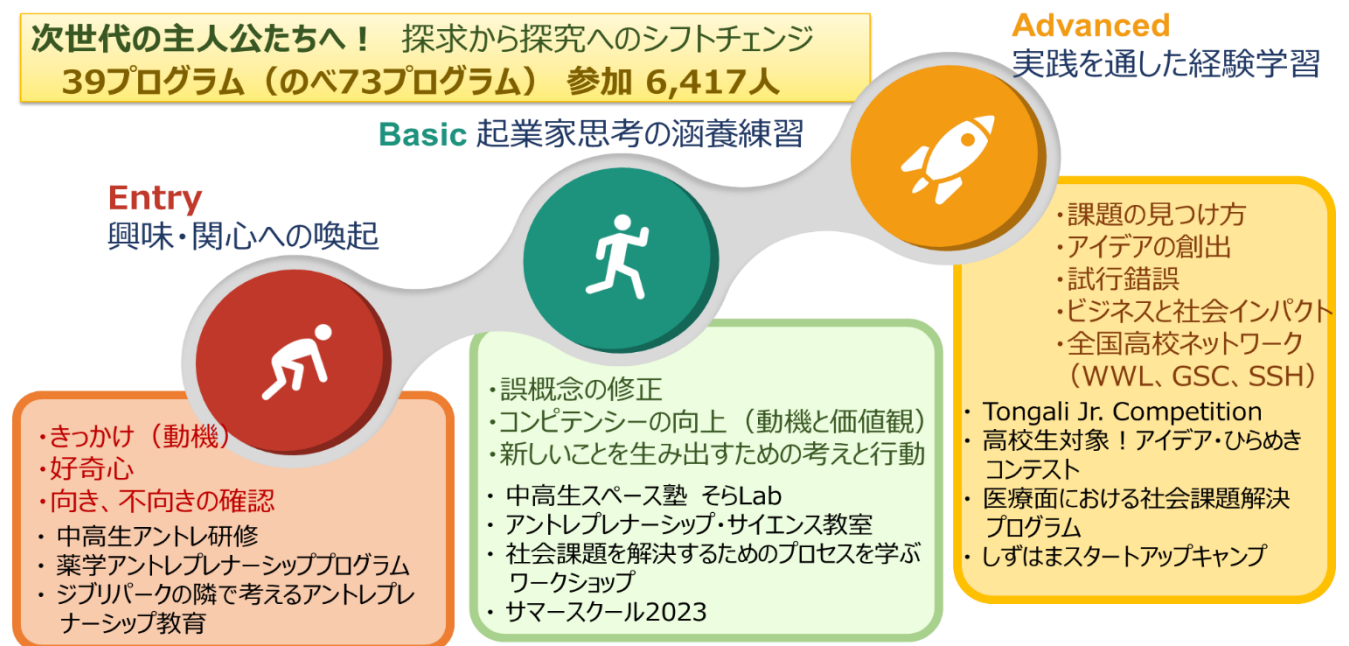 次世代の主人公たちへ！ 探求から探究へのシフトチェンジ
39プログラム（のべ73プログラム） 参加 6,417人
Entry
興味・関心への喚起
・きっかけ（動機）
・好奇心
・向き、不向きの確認
・ 中高生アントレ研修
・ 薬学アントレプレナーシッププログラム
・ ジブリパークの隣で考えるアントレプレ
ナーシップ教育
Basic 起業家思考の涵養練習
・誤概念の修正
・コンピテンシーの向上（動機と価値観）
・新しいことを生み出すための考えと行動
・ 中高生スペース塾 そらLab
・ アントレプレナーシップ・サイエンス教室
・ 社会課題を解決するためのプロセスを学ぶ
ワークショップ
・ サマースクール2023
Advanced
実践を通した経験学習
・課題の見つけ方
・アイデアの創出
・試行錯誤
・ビジネスと社会インパクト
・全国高校ネットワーク
（WWL、GSC、SSH）
・ Tongali Jr. Competition
・ 高校生対象！アイデア・ひらめき
コンテスト
・ 医療面における社会課題解決
プログラム
・ しずはまスタートアップキャンプ